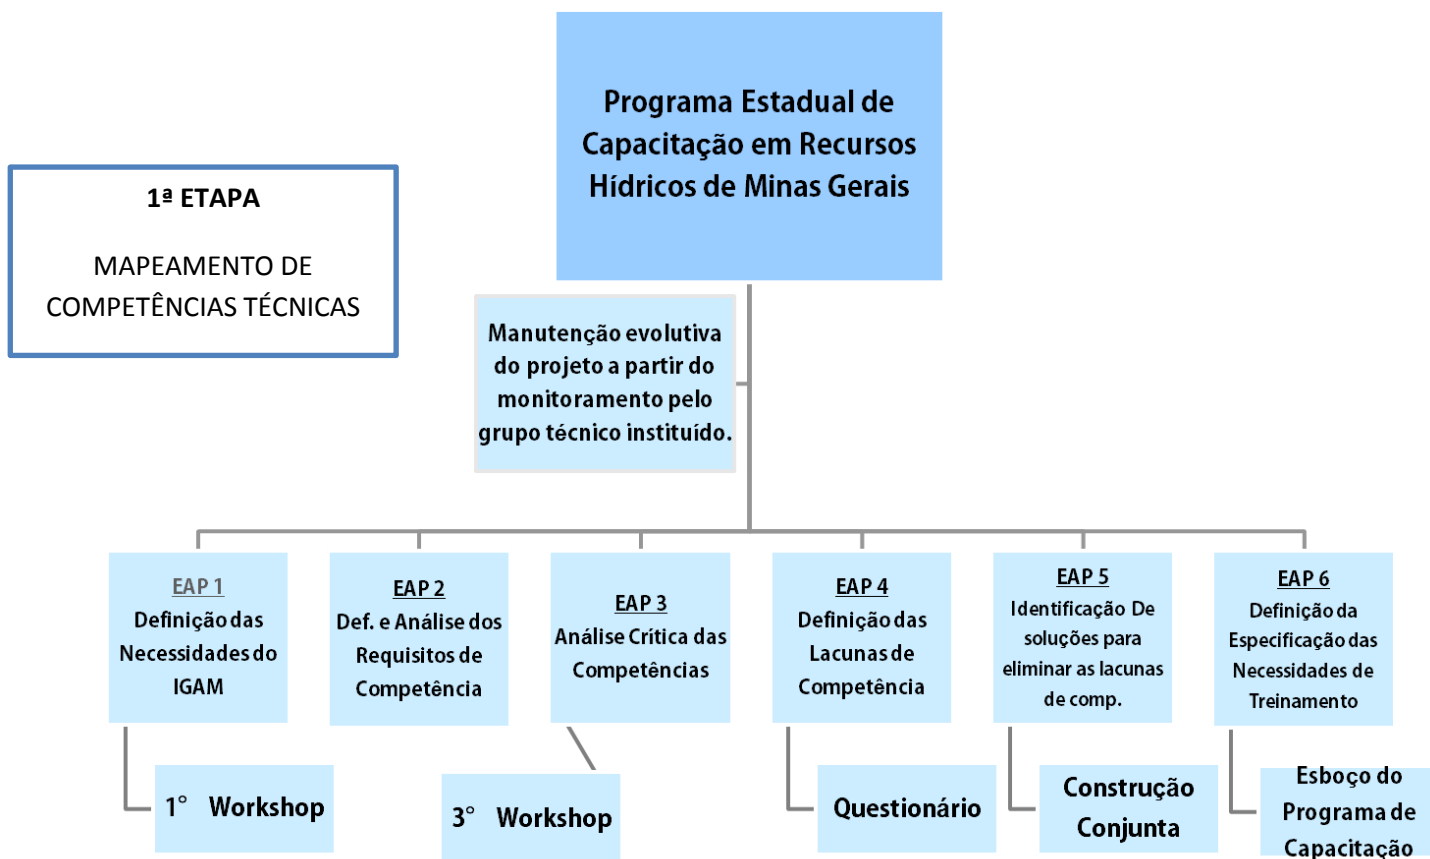 Programa Estadual de
Capacitação em Recursos
Hídricos de Minas Gerais
1ª ETAPA
MAPEAMENTO DE
COMPETÊNCIAS TÉCNICAS
Manutenção evolutiva
do projeto a partir do
monitoramento pelo
grupo técnico instituído.
EAP 1
Definição das
Necessidades do
IGAM
EAP 2
Def. e Análise dos
Requisitos de
Competência
EAP 3
Análise Crítica das
Competências
EAP 4
Definição das
Lacunas de
Competência
EAP 5
Identificação De
soluções para
eliminar as lacunas
de comp.
EAP 6
Definição da
Especificação das
Necessidades de
Treinamento
1° Workshop
3° Workshop
Questionário
Construção
Conjunta
Esboço do
Programa de
Capacitação